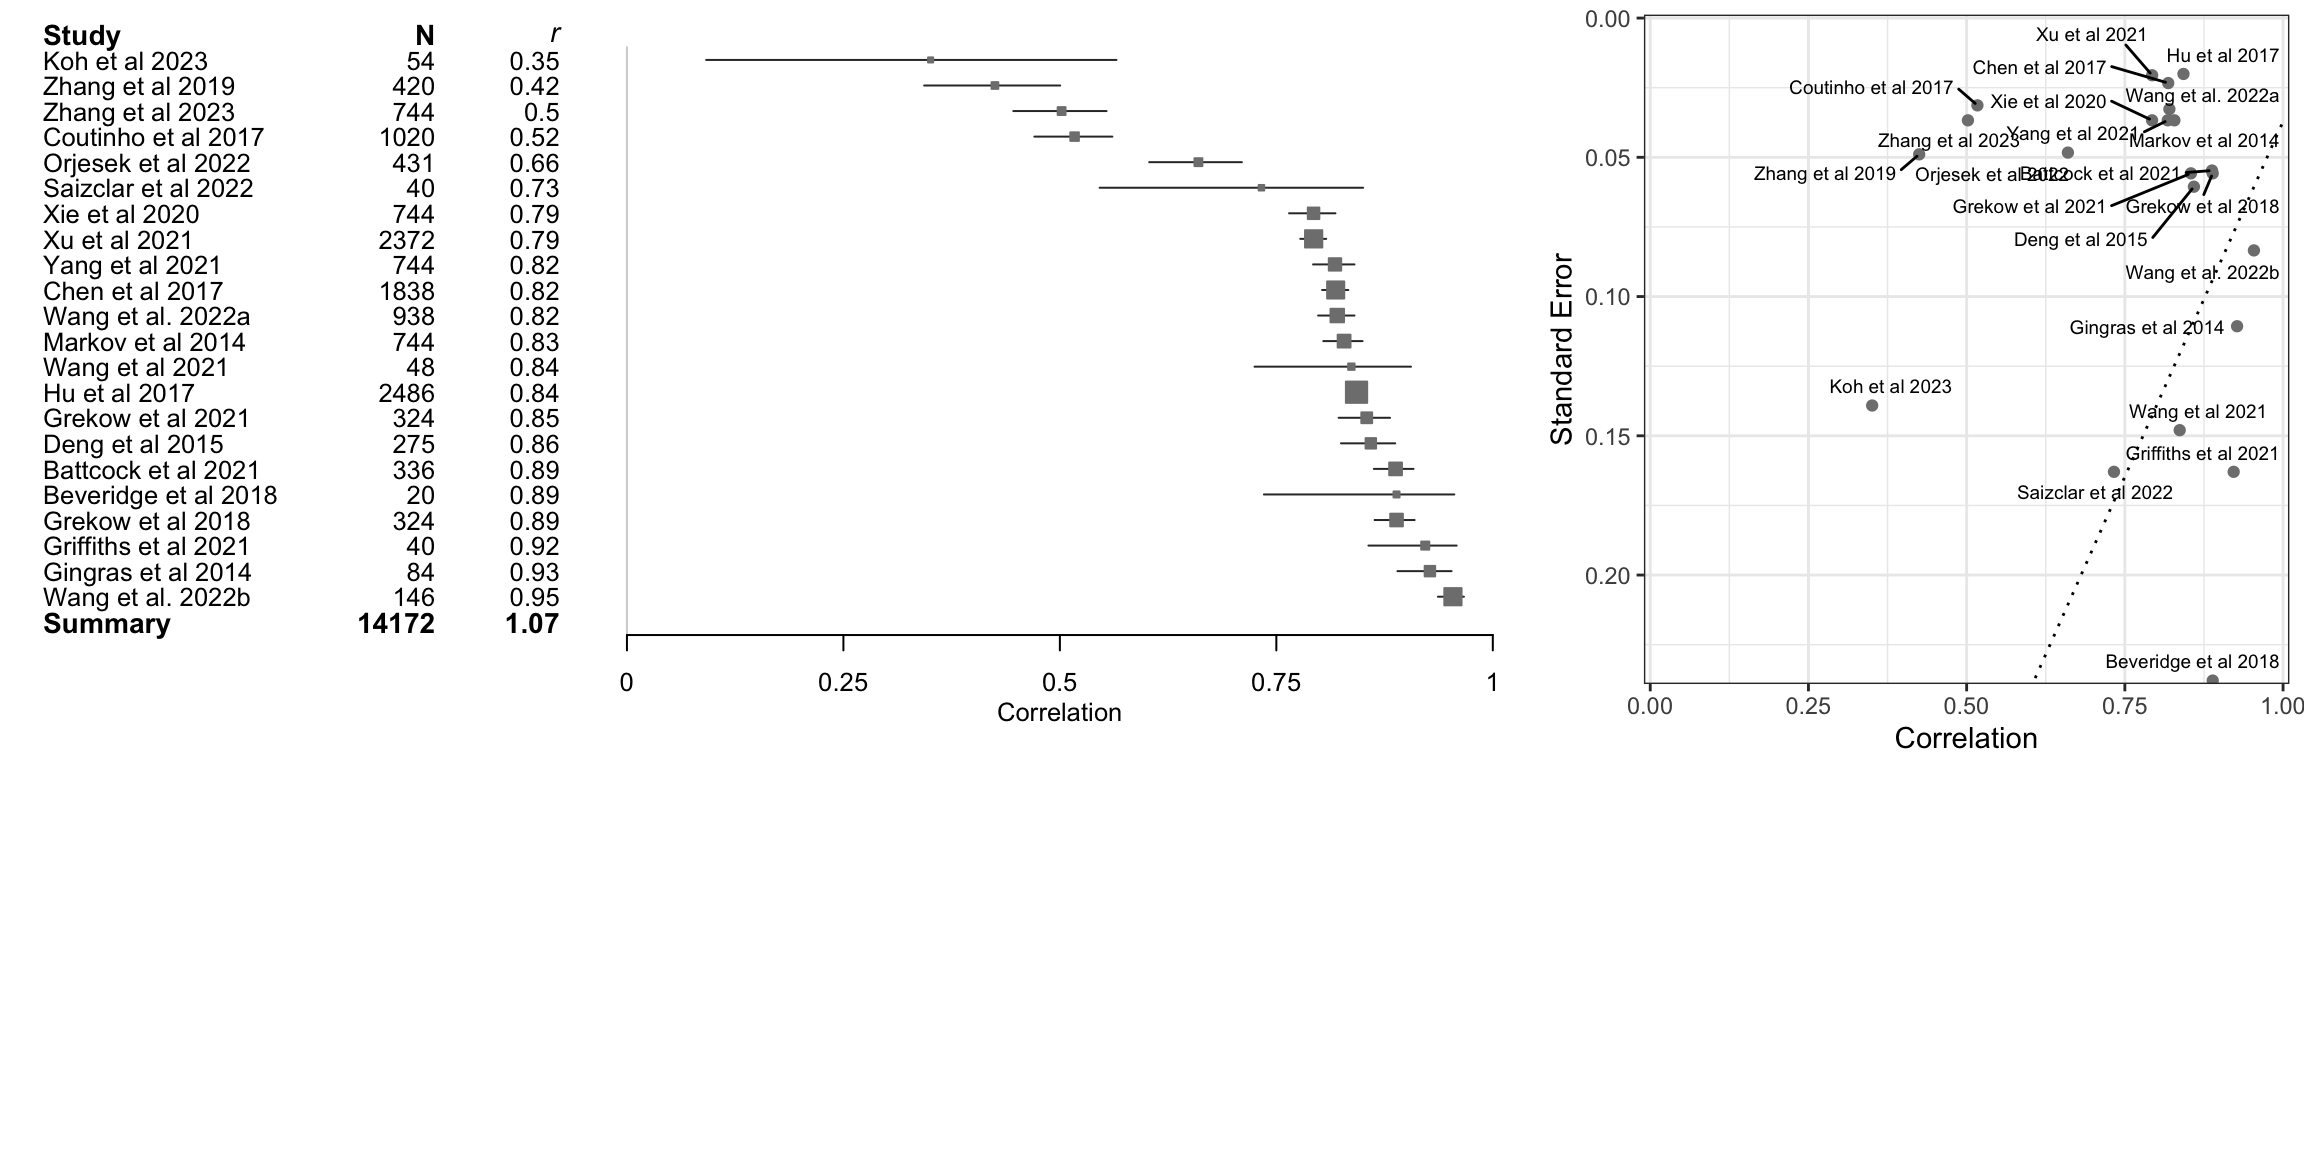 Study N r
Koh et al 2023 54 0.35
Zhang et al 2019 420 0.42
Zhang et al 2023 744 0.5
Coutinho et al 2017 1020 0.52
Orjesek et al 2022 431 0.66
Saizclar et al 2022 40 0.73
Xie et al 2020 744 0.79
Xu et al 2021 2372 0.79
Yang et al 2021 744 0.82
Chen et al 2017 1838 0.82
Wang et al. 2022a 938 0.82
Markov et al 2014 744 0.83
Wang et al 2021 48 0.84
Hu et al 2017 2486 0.84
Grekow et al 2021 324 0.85
Deng et al 2015 275 0.86
Battcock et al 2021 336 0.89
Beveridge et al 2018 20 0.89
Grekow et al 2018 324 0.89
Griffiths et al 2021 40 0.92
Gingras et al 2014 84 0.93
Wang et al. 2022b 146 0.95
Summary 14172 1.07
0 0.25 0.5 0.75 1
Correlation
Standard Error
0.00
0.05
0.10
0.15
0.20
Xu et al 2021
Hu et al 2017
Chen et al 2017
Coutinho et al 2017
Wang et al. 2022a
Xie et al 2020
Yang et al 2021
Zhang et al 2023
Markov et al 2014
Zhang et al 2019
Orjesek et al 2022
Battcock et al 2021
Grekow et al 2021
Grekow et al 2018
Deng et al 2015
Wang et al. 2022b
Gingras et al 2014
Koh et al 2023
Wang et al 2021
Griffiths et al 2021
Saizclar et al 2022
Beveridge et al 2018
0.00 0.25 0.50 0.75 1.00
Correlation